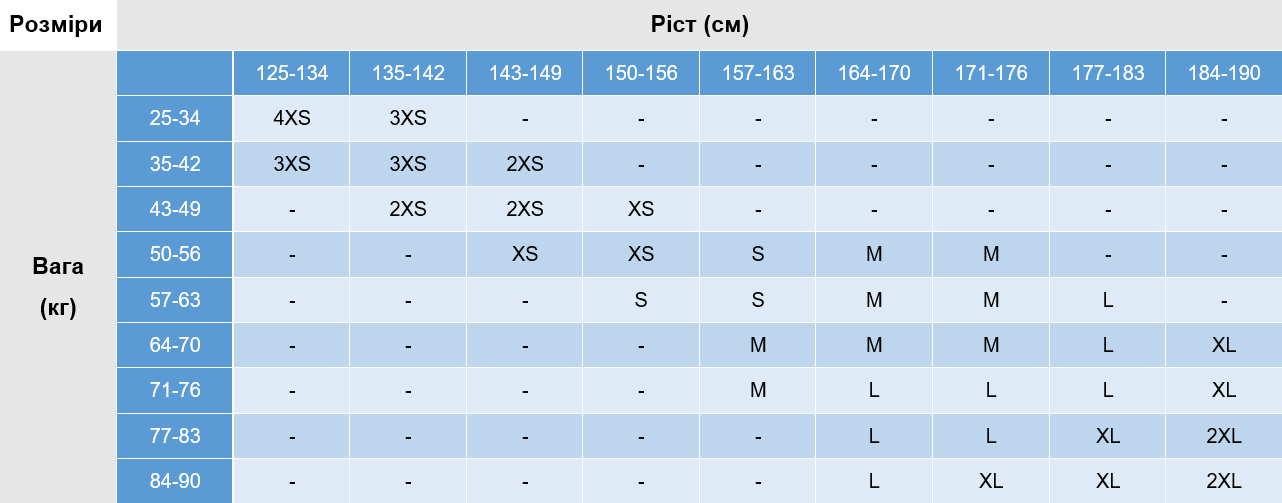 Розміри Ріст (см)
125-134 135-142 143-149 150-156 157-163 164-170 171-176 177-183 184-190
25-34 4XS 3XS - - - - - - -
35-42 3XS 3XS 2XS - - - - - -
43-49 - 2XS 2XS XS - - - - -
50-56 - - XS XS S M M - -
Вага
57-63 - - - S S M M L -
(кг)
64-70 - - - - M M M L XL
71-76 - - - - M L L L XL
77-83 - - - - - L L XL 2XL
84-90 - - - - - L XL XL 2XL